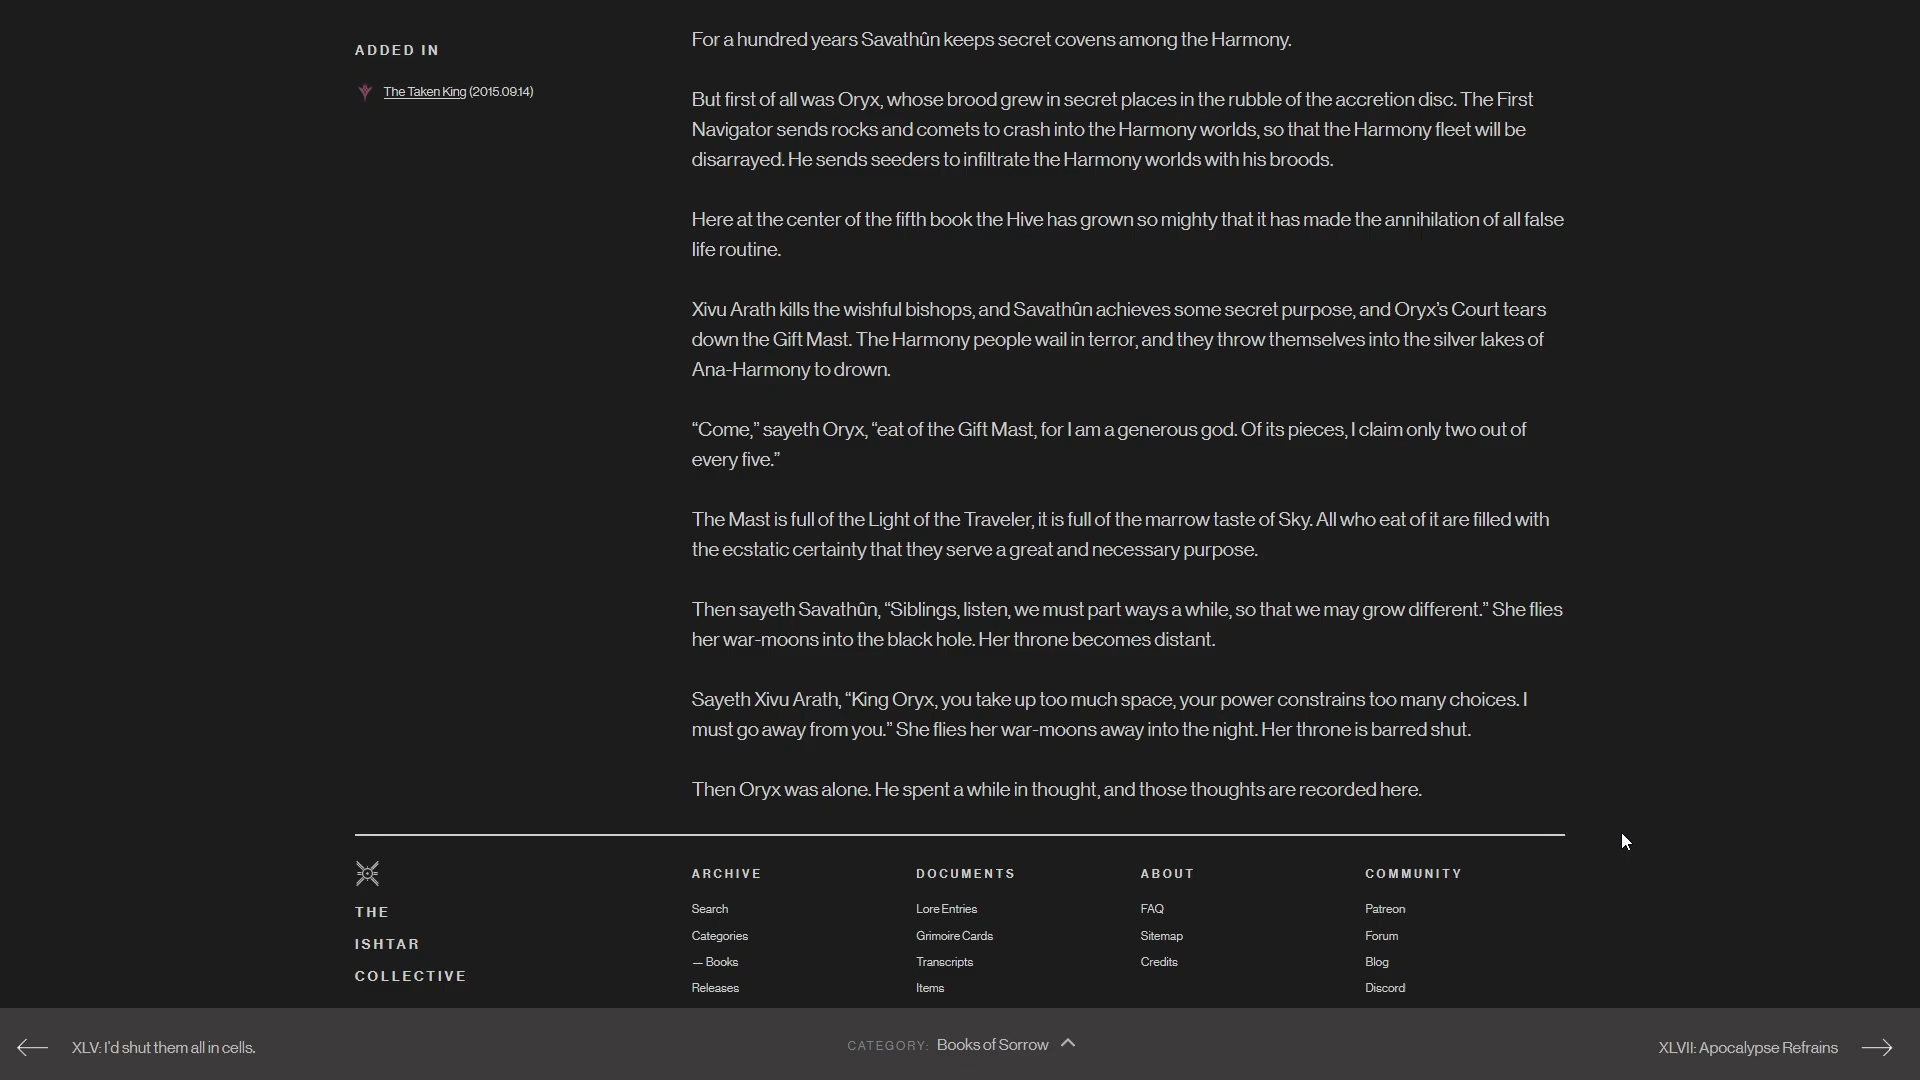 ADDED IN
The Taken King (2015.09.14)
For a hundred years Savathûn keeps secret covens among the Harmony.
But first of all was Oryx, whose brood grew in secret places in the rubble of the accretion disc. The First
Navigator sends rocks and comets to crash into the Harmony worlds, so that the Harmony fleet will be
disarrayed. He sends seeders to infiltrate the Harmony worlds with his broods.
Here at the center of the fifth book the Hive has grown so mighty that it has made the annihilation of all false
life routine.
Xivu Arath kills the wishful bishops, and Savathûn achieves some secret purpose, and Oryx’s Court tears
down the Gift Mast. The Harmony people wail in terror, and they throw themselves into the silver lakes of
Ana-Harmony to drown.
“Come,” sayeth Oryx, “eat of the Gift Mast, for I am a generous god. Of its pieces, I claim only two out of
every five.”
The Mast is full of the Light of the Traveler, it is full of the marrow taste of Sky. All who eat of it are filled with
the ecstatic certainty that they serve a great and necessary purpose.
Then sayeth Savathûn, “Siblings, listen, we must part ways a while, so that we may grow different.” She flies
her war-moons into the black hole. Her throne becomes distant.
Sayeth Xivu Arath, “King Oryx, you take up too much space, your power constrains too many choices. I
must go away from you.” She flies her war-moons away into the night. Her throne is barred shut.
Then Oryx was alone. He spent a while in thought, and those thoughts are recorded here.
THE
ISHTAR
COLLECTIVE
ARCHIVE
Search
Categories
— Books
Releases
DOCUMENTS
Lore Entries
Grimoire Cards
Transcripts
Items
ABOUT
FAQ
Sitemap
Credits
COMMUNITY
Patreon
Forum
Blog
Discord
XLV: I’d shut them all in cells.
CATEGORY: Books of Sorrow
XLVII: Apocalypse Refrains